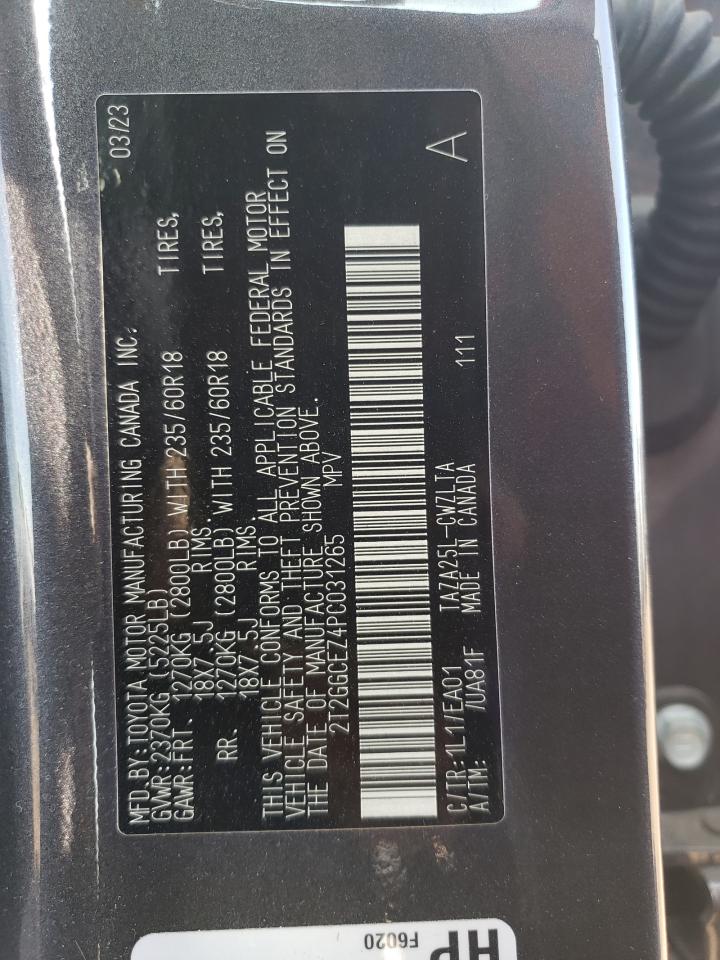 MFD.BY:TOYOTA MOTOR MANUFACTURING CANADA INC. 03/23
GVWR:2370KG (5225LB)
GAWR:FRT. 1270KG (2800LB) WITH 235/60R18 TIRES,
18X7.5J RIMS.
RR. 1270KG (2800LB) WITH 235/60R18 TIRES,
18X7.5J RIMS.
THIS VEHICLE CONFORMS TO ALL APPLICABLE FEDERAL MOTOR
VEHICLE SAFETY AND THEFT PREVENTION STANDARDS IN EFFECT ON
THE DATE OF MANUFACTURE SHOWN ABOVE.
2T2GGCEZ4PC031265 MPV
C/TR:1L1/EA01 TAZA25L-CWZLTA
A/TM: /UA81F MADE IN CANADA 111 A
HP
F6020